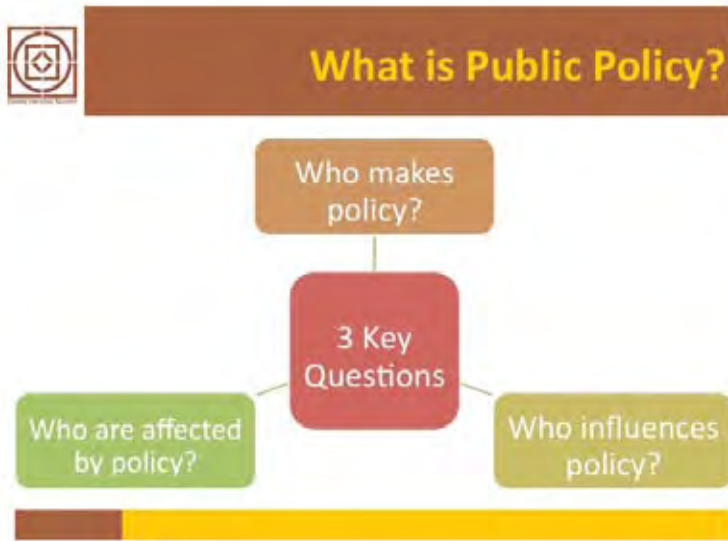 What is Public Policy?
Who makes
policy?
3 Key
Questions
Who are affected
by policy?
Who influences
policy?